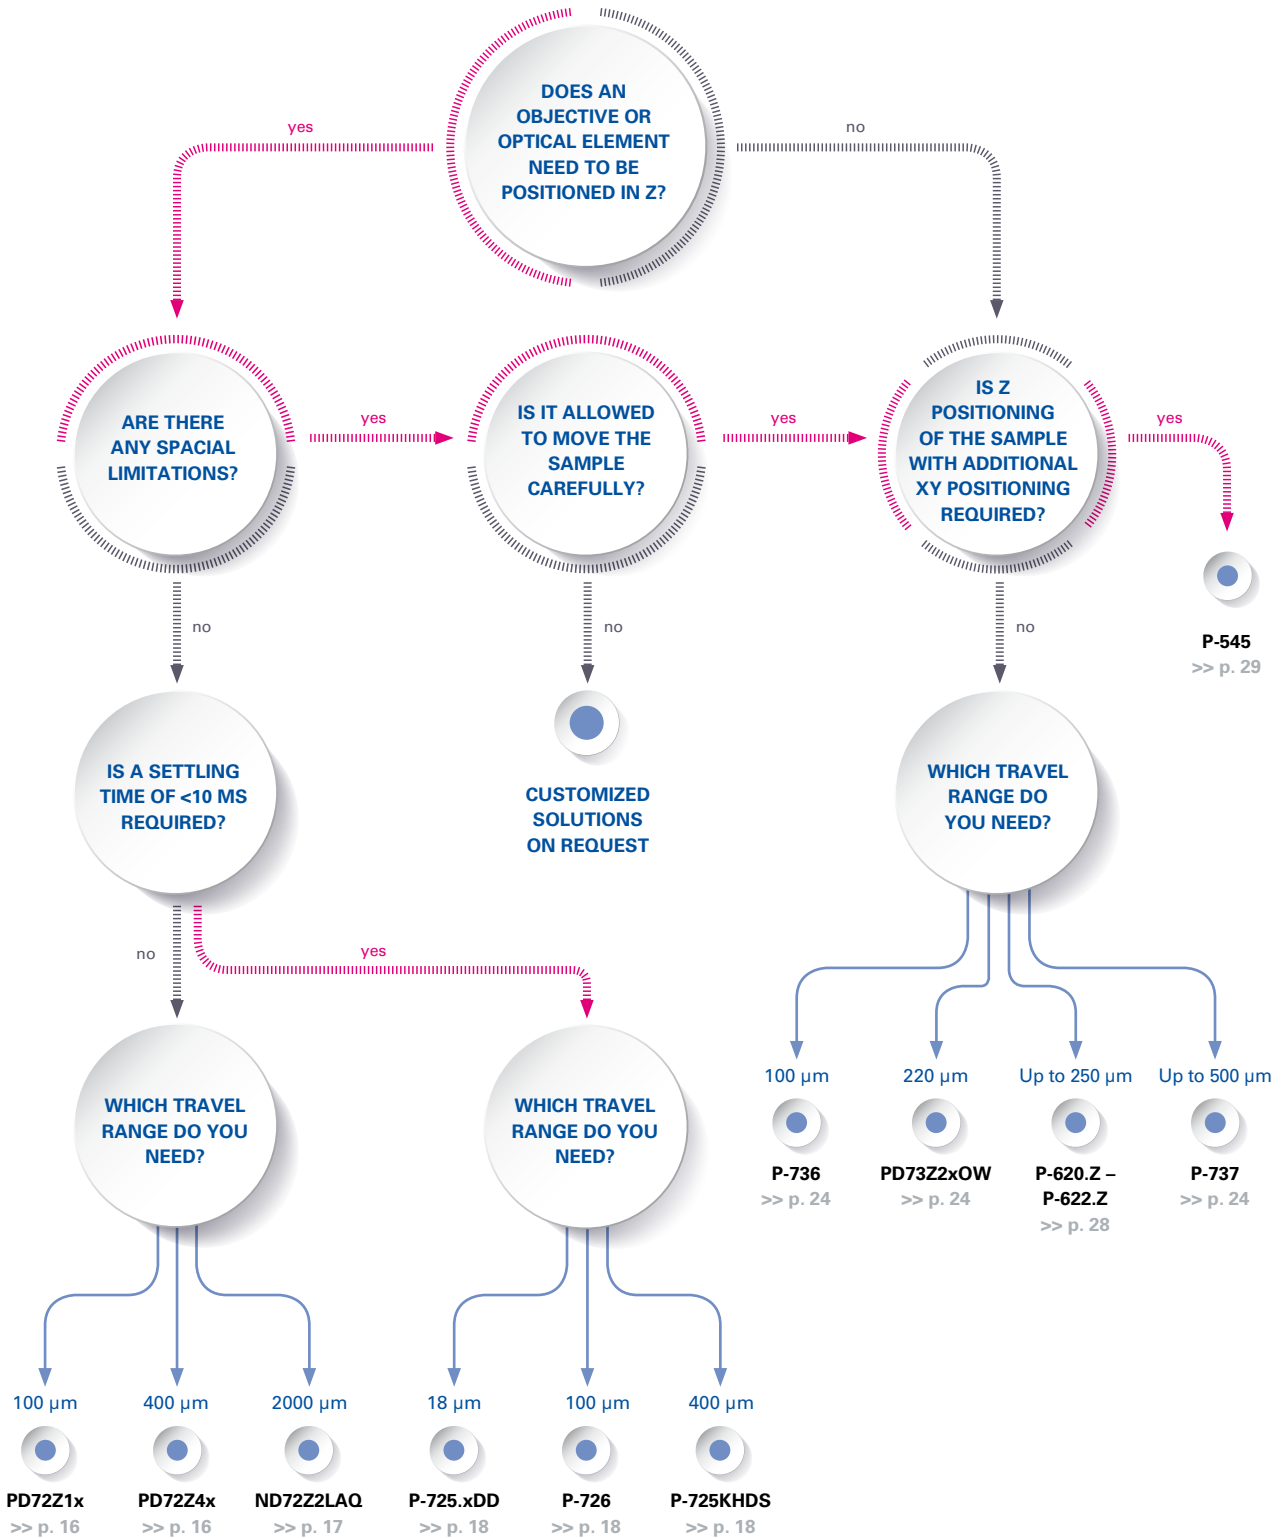 DOES AN
OBJECTIVE OR
OPTICAL ELEMENT
NEED TO BE
POSITIONED IN Z?
yes
no
ARE THERE
ANY SPACIAL
LIMITATIONS?
yes
IS IT ALLOWED
TO MOVE THE
SAMPLE
CAREFULLY?
yes
IS Z
POSITIONING
OF THE SAMPLE
WITH ADDITIONAL
XY POSITIONING
REQUIRED?
yes
P-545
>> p. 29
no
no
no
IS A SETTLING
TIME OF <10 MS
REQUIRED?
CUSTOMIZED
SOLUTIONS
ON REQUEST
WHICH TRAVEL
RANGE DO
YOU NEED?
no
yes
100 µm
220 µm
Up to 250 µm
Up to 500 µm
P-736
>> p. 24
PD73Z2xOW
>> p. 24
P-620.Z –
P-622.Z
>> p. 28
P-737
>> p. 24
WHICH TRAVEL
RANGE DO YOU
NEED?
WHICH TRAVEL
RANGE DO YOU
NEED?
100 µm
400 µm
2000 µm
18 µm
100 µm
400 µm
PD72Z1x
>> p. 16
PD72Z4x
>> p. 16
ND72Z2LAQ
>> p. 17
P-725.xDD
>> p. 18
P-726
>> p. 18
P-725KHDS
>> p. 18